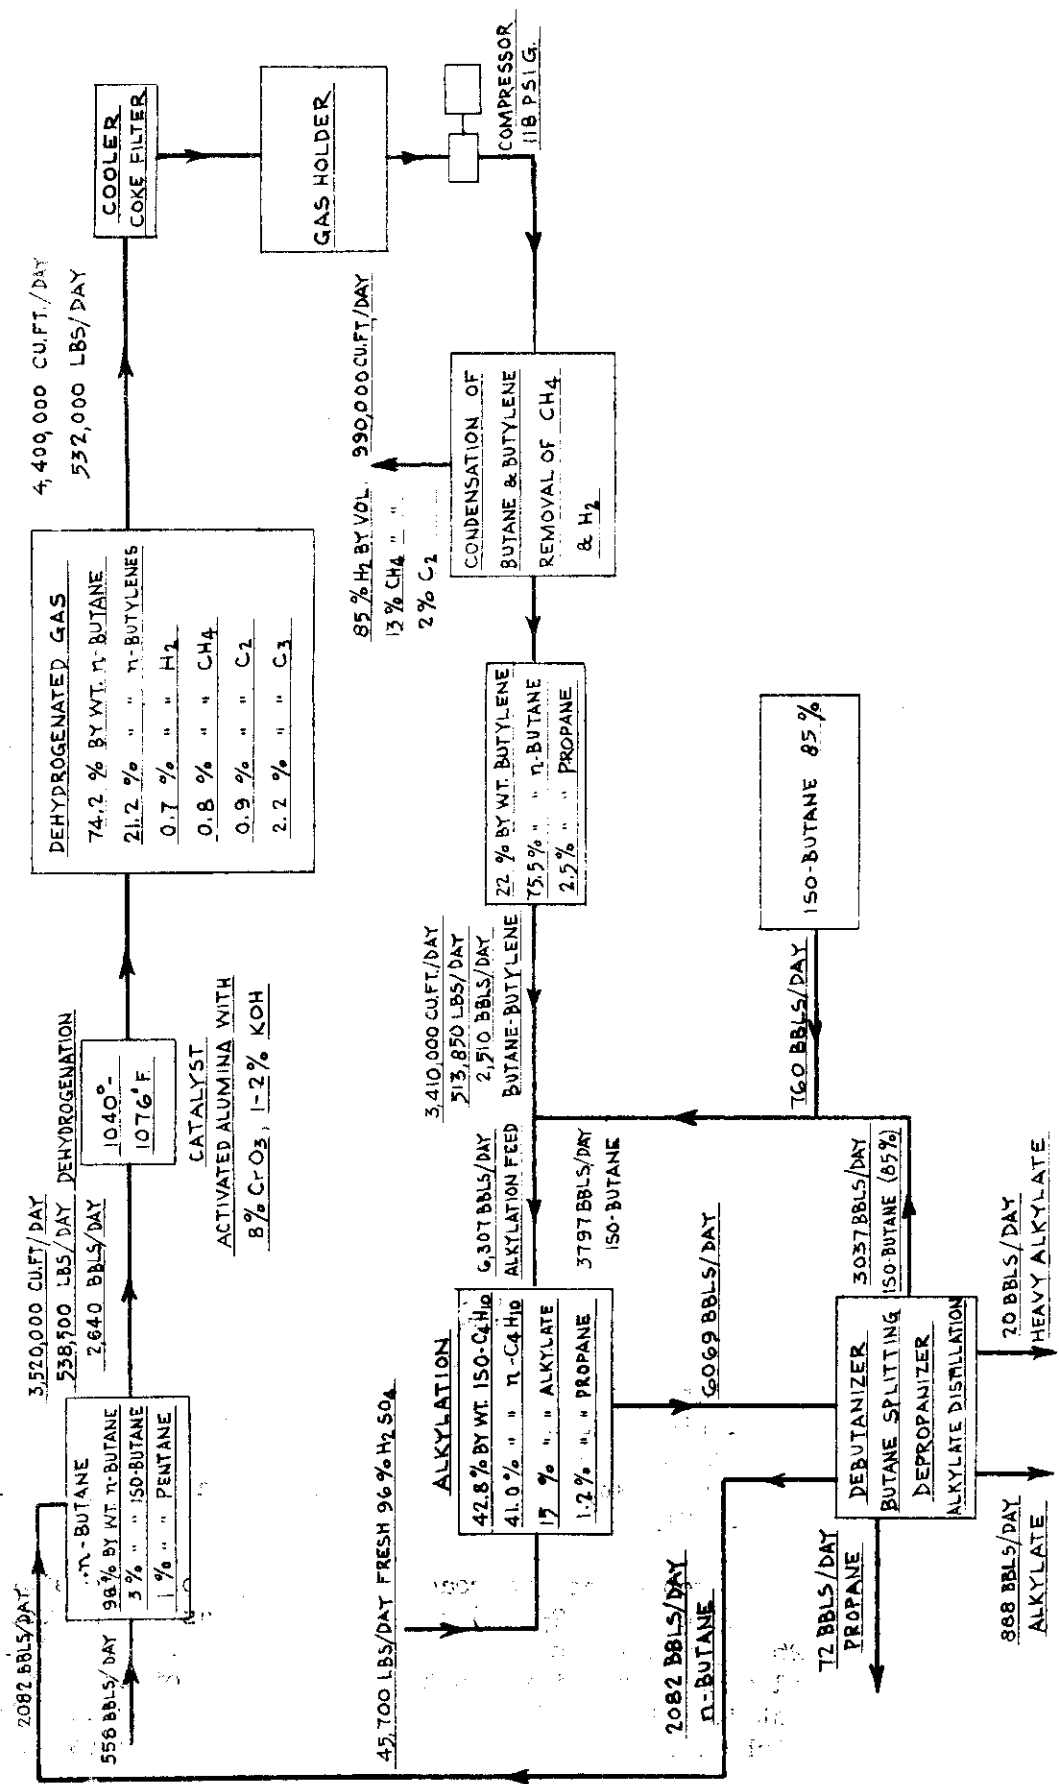 2082 BBLS/DAY
558 BBLS/DAY
n-BUTANE
98% BY WT. n-BUTANE
3% " " ISO-BUTANE
1% " " PENTANE
3,520,000 CU.FT/DAY
538,500 LBS/DAY
2,640 BBLS/DAY
DEHYDROGENATION
1040°-
1076°F.
CATALYST
ACTIVATED ALUMINA WITH
8% CrO3, 1-2% KOH
DEHYDROGENATED GAS
74.2 % BY WT. n-BUTANE
21.2 % " " n-BUTYLENES
0.7 % " " H2
0.8 % " " CH4
0.9 % " " C2
2.2 % " " C3
4,400,000 CU.FT./DAY
532,000 LBS/DAY
COOLER
COKE FILTER
GAS HOLDER
COMPRESSOR
118 PSIG.
CONDENSATION OF
BUTANE & BUTYLENE
REMOVAL OF CH4
& H2
85% H2 BY VOL.
13% CH4 " "
2% C2
990,000 CU.FT/DAY
22 % BY WT. BUTYLENE
75.5% " " n-BUTANE
2.5% " " PROPANE
3,410,000 CU.FT./DAY
513,850 LBS/DAY
2,510 BBLS/DAY
BUTANE-BUTYLENE
ISO-BUTANE 85%
760 BBLS/DAY
6,307 BBLS/DAY
ALKYLATION FEED
3797 BBLS/DAY
ISO-BUTANE
45,700 LBS/DAY FRESH 96% H2SO4
ALKYLATION
42.8% BY WT. ISO-C4H10
41.0% " " n-C4H10
15 % " " ALKYLATE
1.2% " " PROPANE
6069 BBLS/DAY
3037 BBLS/DAY
ISO-BUTANE (85%)
2082 BBLS/DAY
n-BUTANE
72 BBLS/DAY
PROPANE
DEBUTANIZER
BUTANE SPLITTING
DEPROPANIZER
ALKYLATE DISTILLATION
888 BBLS/DAY
ALKYLATE
20 BBLS/DAY
HEAVY ALKYLATE